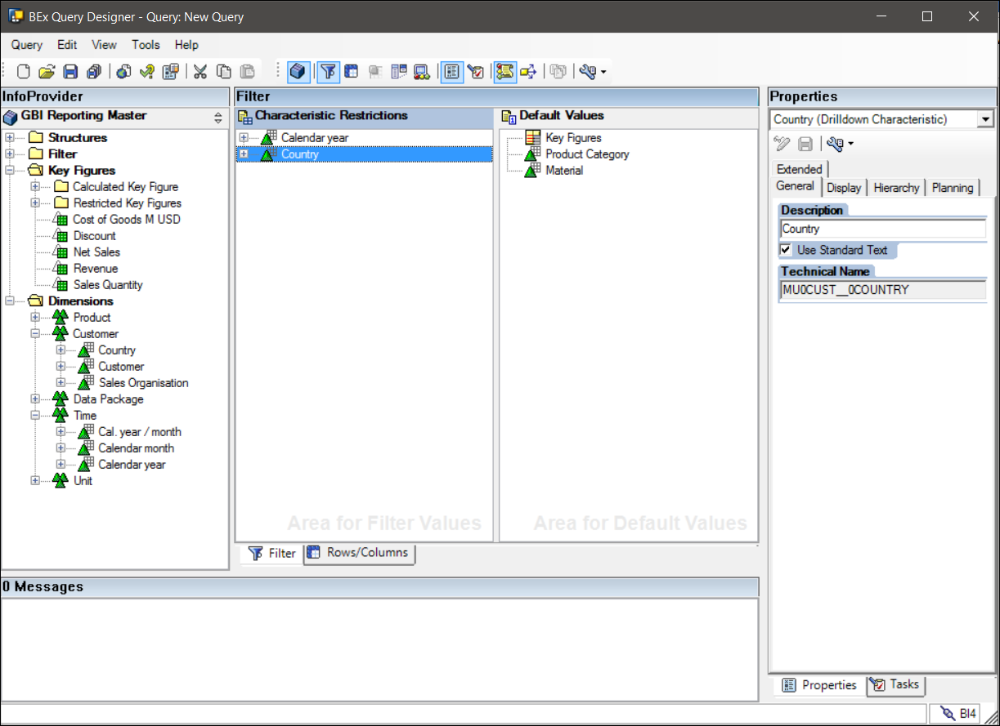 BEx Query Designer - Query: New Query
Query Edit View Tools Help
InfoProvider
GBI Reporting Master
Structures
Filter
Key Figures
Calculated Key Figure
Restricted Key Figures
Cost of Goods M USD
Discount
Net Sales
Revenue
Sales Quantity
Dimensions
Product
Customer
Country
Customer
Sales Organisation
Data Package
Time
Cal. year / month
Calendar month
Calendar year
Unit
Filter
Characteristic Restrictions
Calendar year
Country
Area for Filter Values
Default Values
Key Figures
Product Category
Material
Area for Default Values
Filter Rows/Columns
Properties
Country (Drilldown Characteristic)
Extended
General Display Hierarchy Planning
Description
Country
Use Standard Text
Technical Name
MU0CUST__0COUNTRY
Properties Tasks
0 Messages
BI4